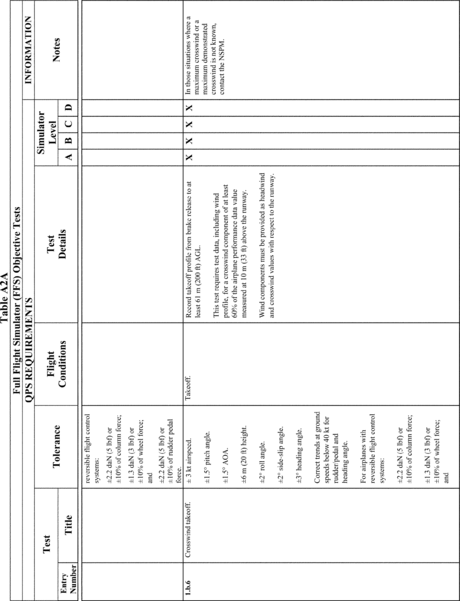 Table A2A
Full Flight Simulator (FFS) Objective Tests
QPS REQUIREMENTS
INFORMATION
Test
Tolerance
Flight
Conditions
Test
Details
Simulator
Level
Notes
Entry
Number
Title
A
B
C
D
reversible flight control
systems:
±2.2 daN (5 lbf) or
±10% of column force;
±1.3 daN (3 lbf) or
±10% of wheel force;
and
±2.2 daN (5 lbf) or
±10% of rudder pedal
force.
1.b.6
Crosswind takeoff.
± 3 kt airspeed.
±1.5° pitch angle.
±1.5° AOA.
±6 m (20 ft) height.
±2° roll angle.
±2° side-slip angle.
±3° heading angle.
Correct trends at ground
speeds below 40 kt for
rudder/pedal and
heading angle.
For airplanes with
reversible flight control
systems:
±2.2 daN (5 lbf) or
±10% of column force;
±1.3 daN (3 lbf) or
±10% of wheel force;
and
Takeoff.
Record takeoff profile from brake release to at
least 61 m (200 ft) AGL.
This test requires test data, including wind
profile, for a crosswind component of at least
60% of the airplane performance data value
measured at 10 m (33 ft) above the runway.
Wind components must be provided as headwind
and crosswind values with respect to the runway.
X
X
X
X
In those situations where a
maximum crosswind or a
maximum demonstrated
crosswind is not known,
contact the NSPM.